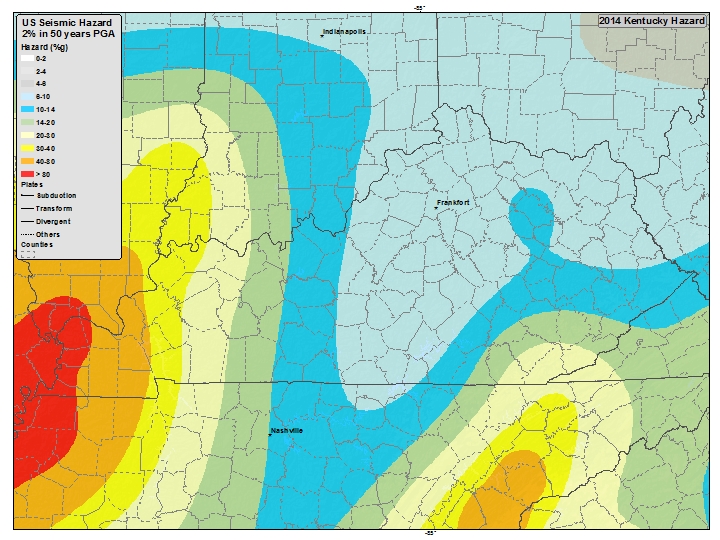 -85°
US Seismic Hazard
2% in 50 years PGA
2014 Kentucky Hazard
Hazard (%g)
0-2
2-4
4-6
6-10
10-14
14-20
20-30
30-40
40-80
> 80
Plates
Subduction
Transform
Divergent
Others
Counties
Indianapolis
Frankfort
Nashville
-85°